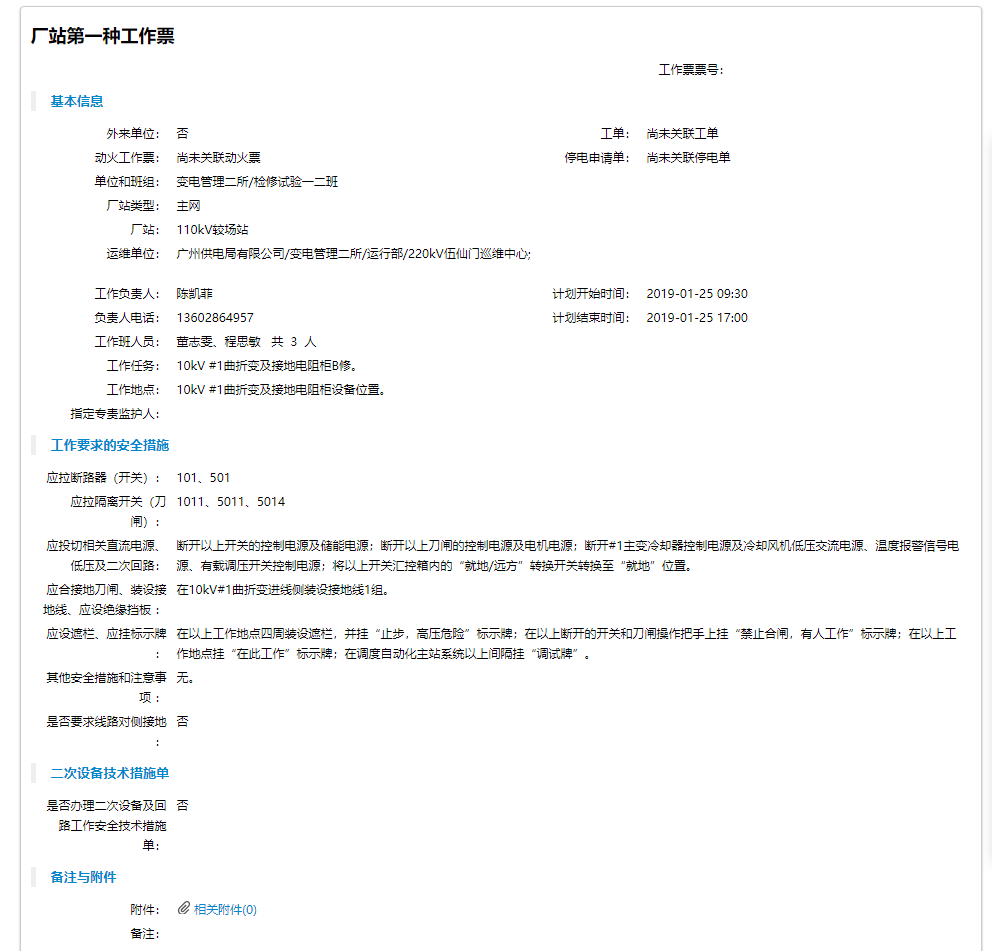 厂站第一种工作票
工作票票号：
基本信息
外来单位： 否 工单： 尚未关联工单
动火工作票： 尚未关联动火票 停电申请单： 尚未关联停电单
单位和班组： 变电管理二所/检修试验一二班
厂站类型： 主网
厂站： 110kV较场站
运维单位： 广州供电局有限公司/变电管理二所/运行部/220kV伍仙门巡维中心;
工作负责人： 陈凯菲 计划开始时间： 2019-01-25 09:30
负责人电话： 13602864957 计划结束时间： 2019-01-25 17:00
工作班人员： 董志雯、程思敏 共 3 人
工作任务： 10kV #1曲折变及接地电阻柜B修。
工作地点： 10kV #1曲折变及接地电阻柜设备位置。
指定专责监护人：
工作要求的安全措施
应拉断路器（开关）： 101、501
应拉隔离开关（刀 1011、5011、5014
闸）：
应投切相关直流电源、 断开以上开关的控制电源及储能电源；断开以上刀闸的控制电源及电机电源；断开#1主变冷却器控制电源及冷却风机低压交流电源、温度报警信号电
低压及二次回路： 源、有载调压开关控制电源；将以上开关汇控箱内的“就地/远方”转换开关转换至“就地”位置。
应合接地刀闸、装设接 在10kV#1曲折变进线侧装设接地线1组。
地线、应设绝缘挡板：
应设遮栏、应挂标示牌 在以上工作地点四周装设遮栏，并挂“止步，高压危险”标示牌；在以上断开的开关和刀闸操作把手上挂“禁止合闸，有人工作”标示牌；在以上工
： 作地点挂“在此工作”标示牌；在调度自动化主站系统以上间隔挂“调试牌”。
其他安全措施和注意事 无。
项：
是否要求线路对侧接地 否
：
二次设备技术措施单
是否办理二次设备及回 否
路工作安全技术措施
单：
备注与附件
附件： 相关附件(0)
备注：